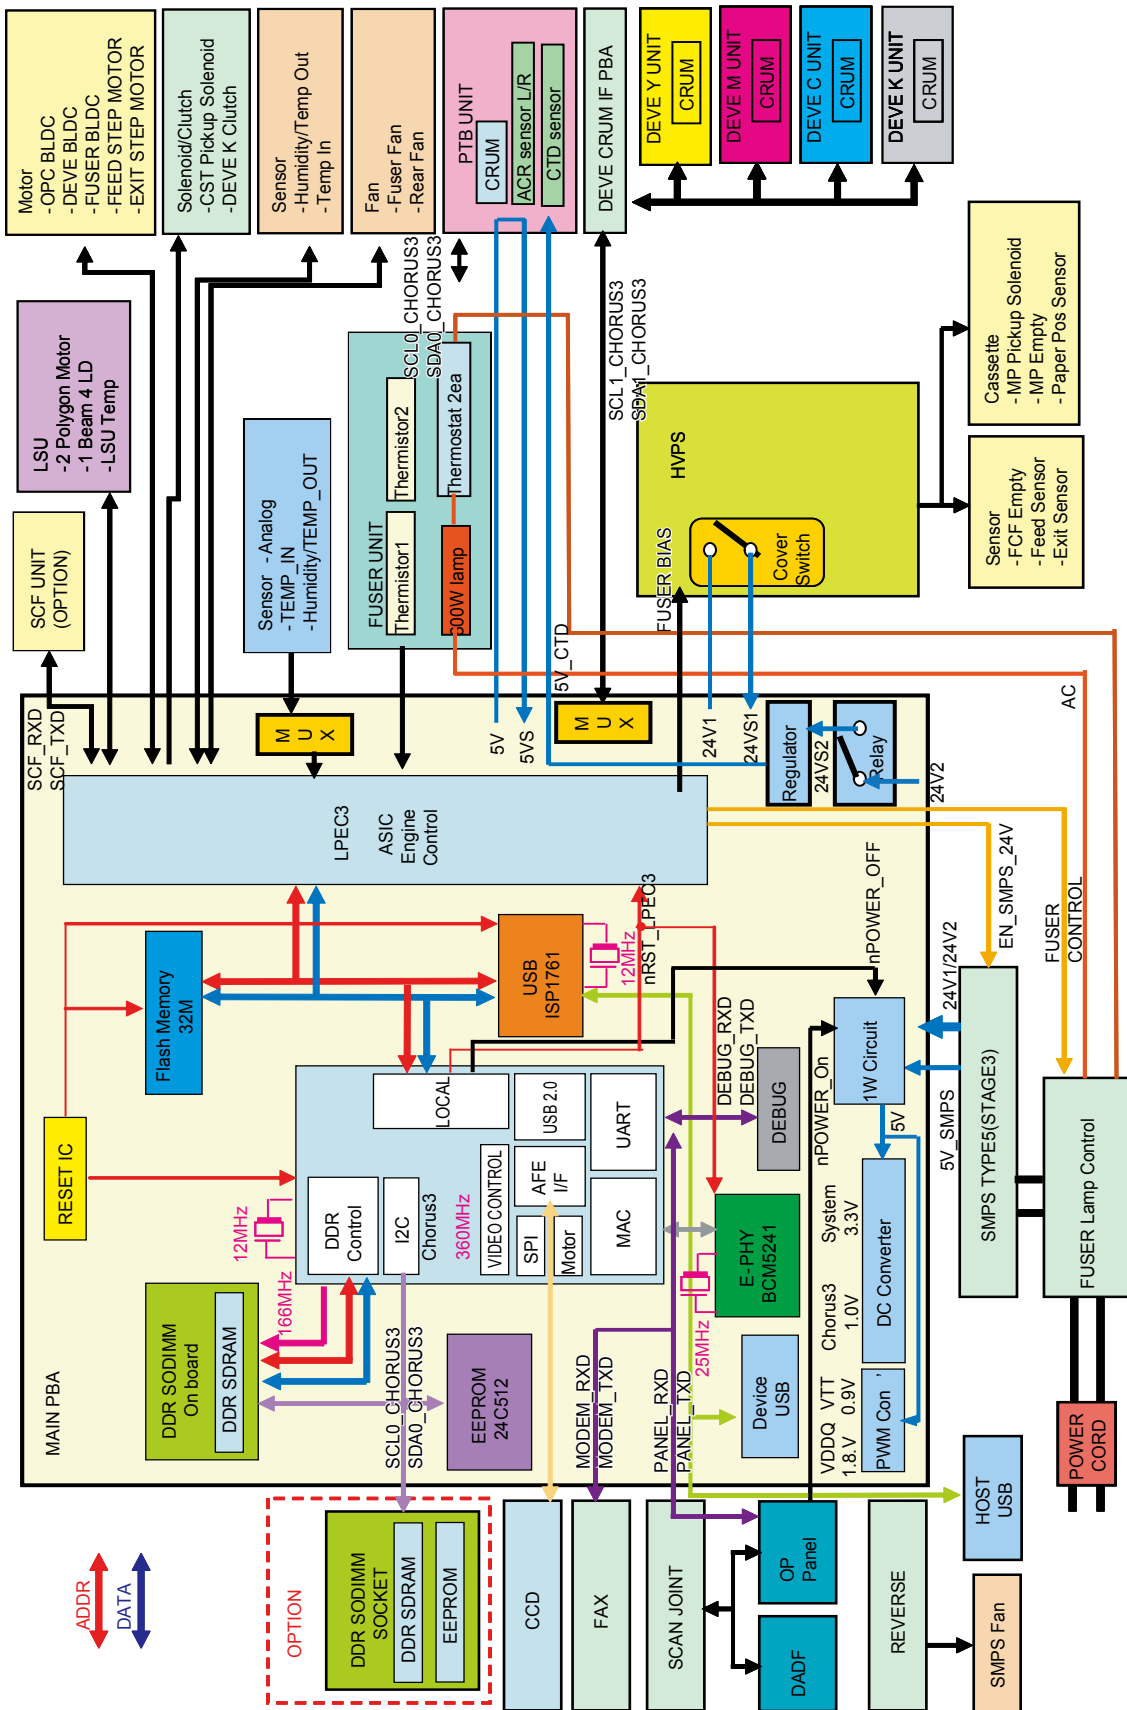 ADDR
DATA
OPTION
DDR SODIMM
SOCKET
DDR SDRAM
EEPROM
CCD
FAX
SCAN JOINT
DADF
OP
Panel
REVERSE
SMPS Fan
HOST
USB
POWER
CORD
MAIN PBA
DDR SODIMM
On board
DDR SDRAM
166MHz
SCL0_CHORUS3
SDA0_CHORUS3
EEPROM
24C512
MODEM_RXD
MODEM_TXD
PANEL_RXD
PANEL_TXD
Device
USB
25MHz
E-PHY
BCM5241
RESET IC
12MHz
DDR
Control
I2C
Chorus3
360MHz
VIDEO CONTROL
SPI
Motor
AFE
I/F
USB 2.0
LOCAL
MAC
UART
Flash Memory
32M
USB
ISP1761
12MHz
nRST_LPEC3
DEBUG_RXD
DEBUG_TXD
DEBUG
nPOWER_On
nPOWER_OFF
1W Circuit
5V
VDDQ VTT
1.8.V 0.9V
Chorus3
1.0V
System
3.3V
DC Converter
PWM Con '
5V_SMPS
24V1/24V2
SMPS TYPE5(STAGE3)
EN_SMPS_24V
FUSER
CONTROL
FUSER Lamp Control
AC
LPEC3
ASIC
Engine
Control
SCF_RXD
SCF_TXD
M
U
X
5V
5VS
5V_CTD
M
U
X
24V1
24VS1
Regulator
24VS2
Relay
24V2
SCF UNIT
(OPTION)
LSU
- 2 Polygon Motor
- 1 Beam 4 LD
- LSU Temp
Sensor - Analog
- TEMP_IN
- Humidity/TEMP_OUT
FUSER UNIT
Thermistor1
Thermistor2
600W lamp
Thermostat 2ea
SCL0_CHORUS3
SDA0_CHORUS3
SCL1_CHORUS3
SDA1_CHORUS3
FUSER BIAS
HVPS
Cover
Switch
Sensor
- FCF Empty
- Feed Sensor
- Exit Sensor
Cassette
- MP Pickup Solenoid
- MP Empty
- Paper Pos Sensor
Motor
- OPC BLDC
- DEVE BLDC
- FUSER BLDC
- FEED STEP MOTOR
- EXIT STEP MOTOR
Solenoid/Clutch
- CST Pickup Solenoid
- DEVE K Clutch
Sensor
- Humidity/Temp Out
- Temp In
Fan
- Fuser Fan
- Rear Fan
PTB UNIT
CRUM
ACR sensor L/R
CTD sensor
DEVE CRUM IF PBA
DEVE Y UNIT
CRUM
DEVE M UNIT
CRUM
DEVE C UNIT
CRUM
DEVE K UNIT
CRUM